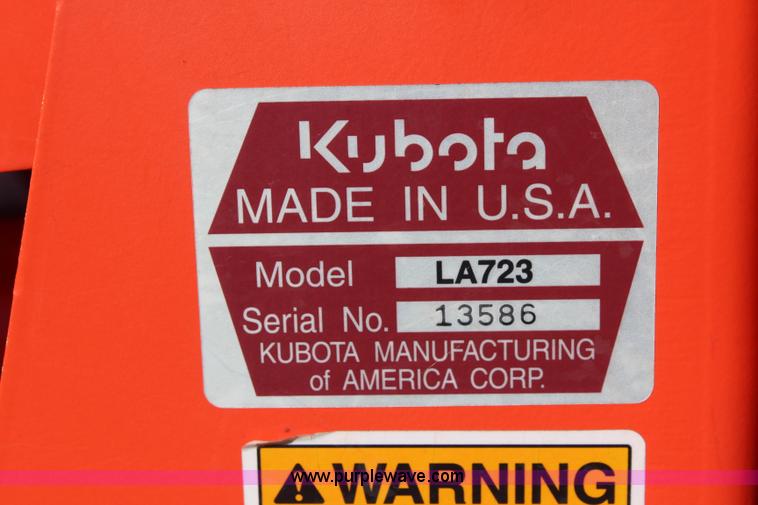 Kubota
MADE IN U.S.A.
Model LA723
Serial No. 13586
KUBOTA MANUFACTURING
of AMERICA CORP.
WARNING
www.purplewave.com